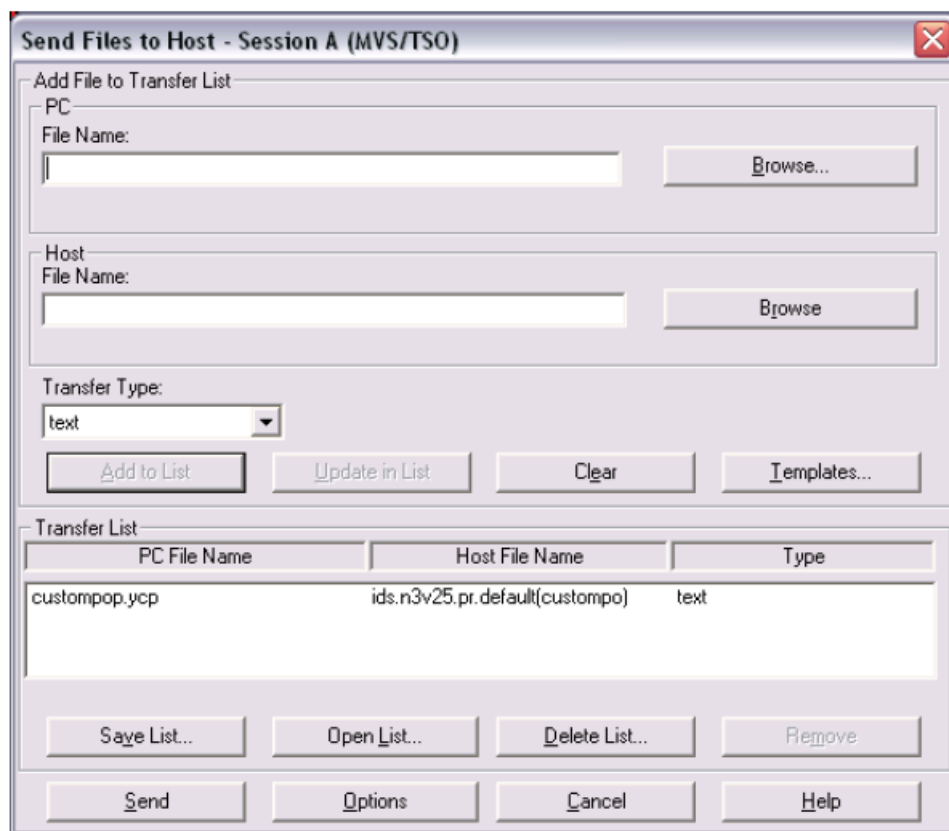 Send Files to Host - Session A (MVS/TSO)
Add File to Transfer List
PC
File Name:
Browse...
Host
File Name:
Browse
Transfer Type:
text
Add to List Update in List Clear Templates...
Transfer List
PC File Name Host File Name Type
custompop.ycp ids.n3v25.pr.default(custompo) text
Save List... Open List... Delete List... Remove
Send Options Cancel Help